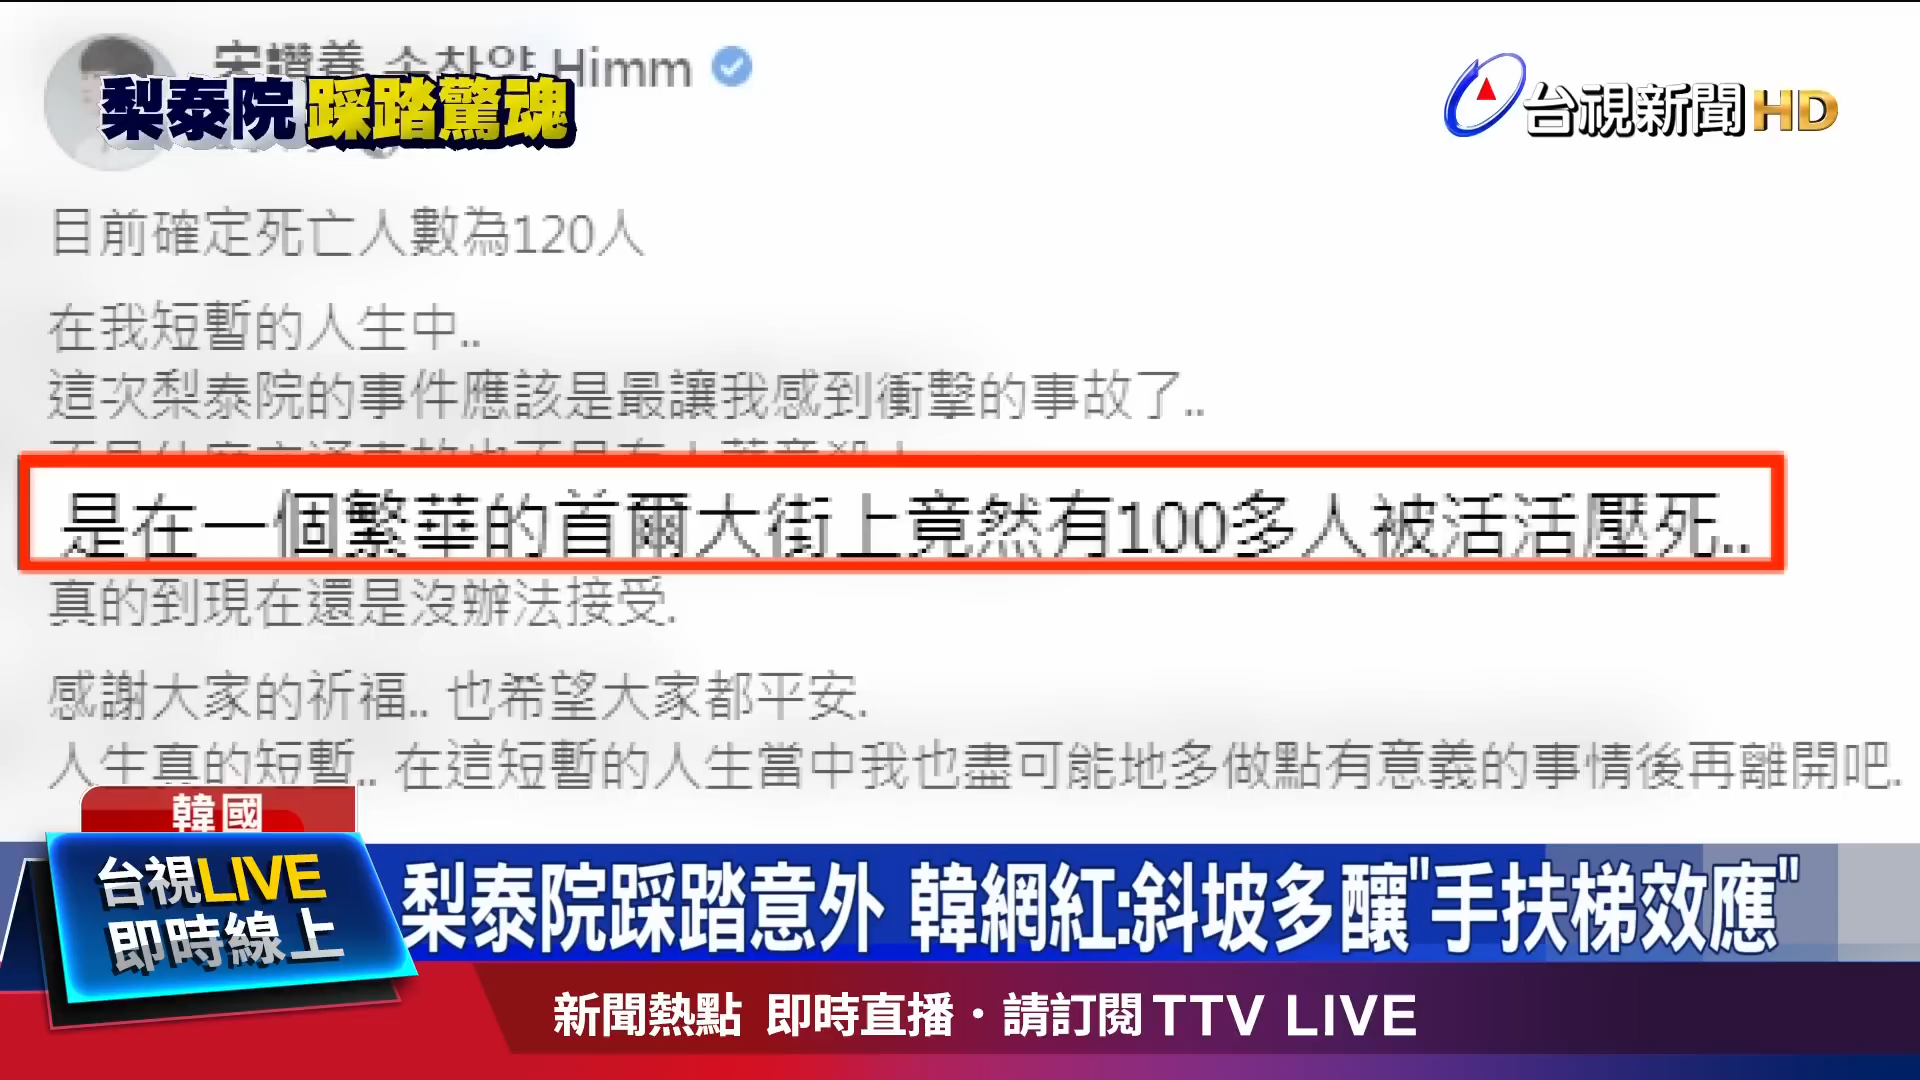 宋讚養 소찬양 Himm
梨泰院踩踏驚魂
台視新聞HD
目前確定死亡人數為120人
在我短暫的人生中..
這次梨泰院的事件應該是最讓我感到衝擊的事故了..
是在一個繁華的首爾大街上竟然有100多人被活活壓死..
真的到現在還是沒辦法接受.
感謝大家的祈福.. 也希望大家都平安.
人生真的短暫.. 在這短暫的人生當中我也盡可能地多做點有意義的事情後再離開吧.
韓國
台視LIVE
即時線上
梨泰院踩踏意外 韓網紅:斜坡多釀"手扶梯效應"
新聞熱點 即時直播・請訂閱TTV LIVE